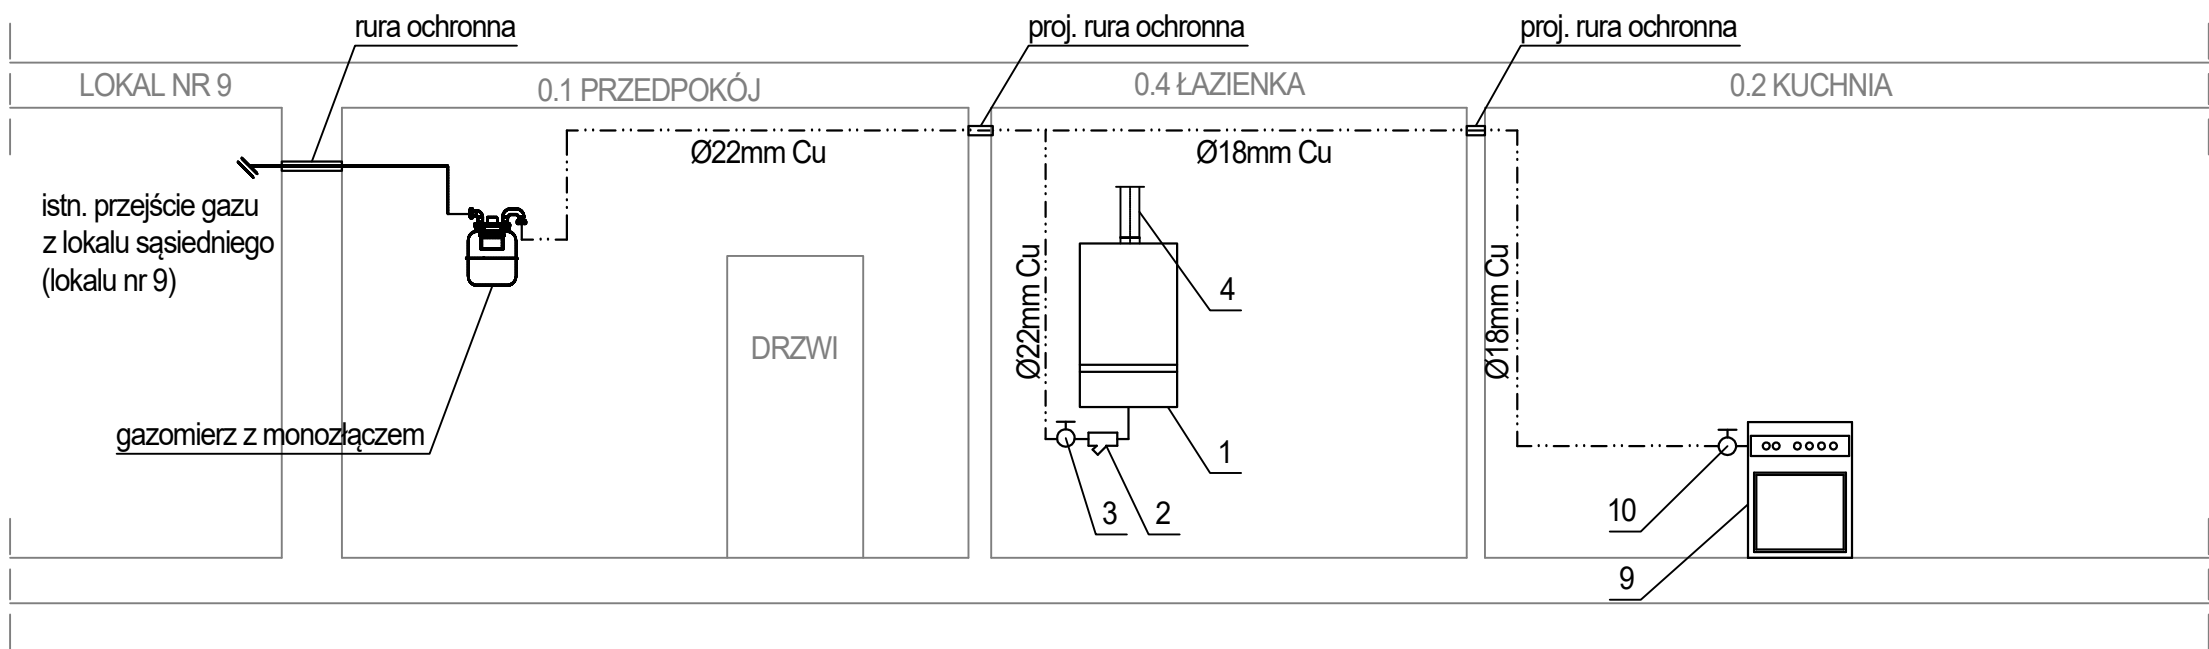 rura ochronna
proj. rura ochronna
proj. rura ochronna
LOKAL NR 9
0.1 PRZEDPOKÓJ
0.4 ŁAZIENKA
0.2 KUCHNIA
Ø22mm Cu
Ø18mm Cu
istn. przejście gazu
z lokalu sąsiedniego
(lokalu nr 9)
Ø22mm Cu
4
Ø18mm Cu
DRZWI
gazomierz z monozłączem
1
3
2
10
9